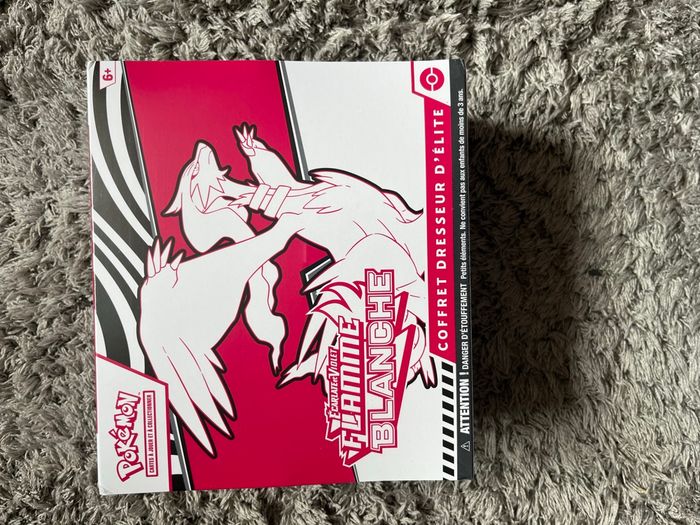 6+
POKÉMON
CARTES À JOUER ET À COLLECTIONNER
ÉCARLATE ET VIOLET
FLAMME
BLANCHE
COFFRET DRESSEUR D'ÉLITE
ATTENTION ! DANGER D'ÉTOUFFEMENT Petits éléments. Ne convient pas aux enfants de moins de 3 ans.